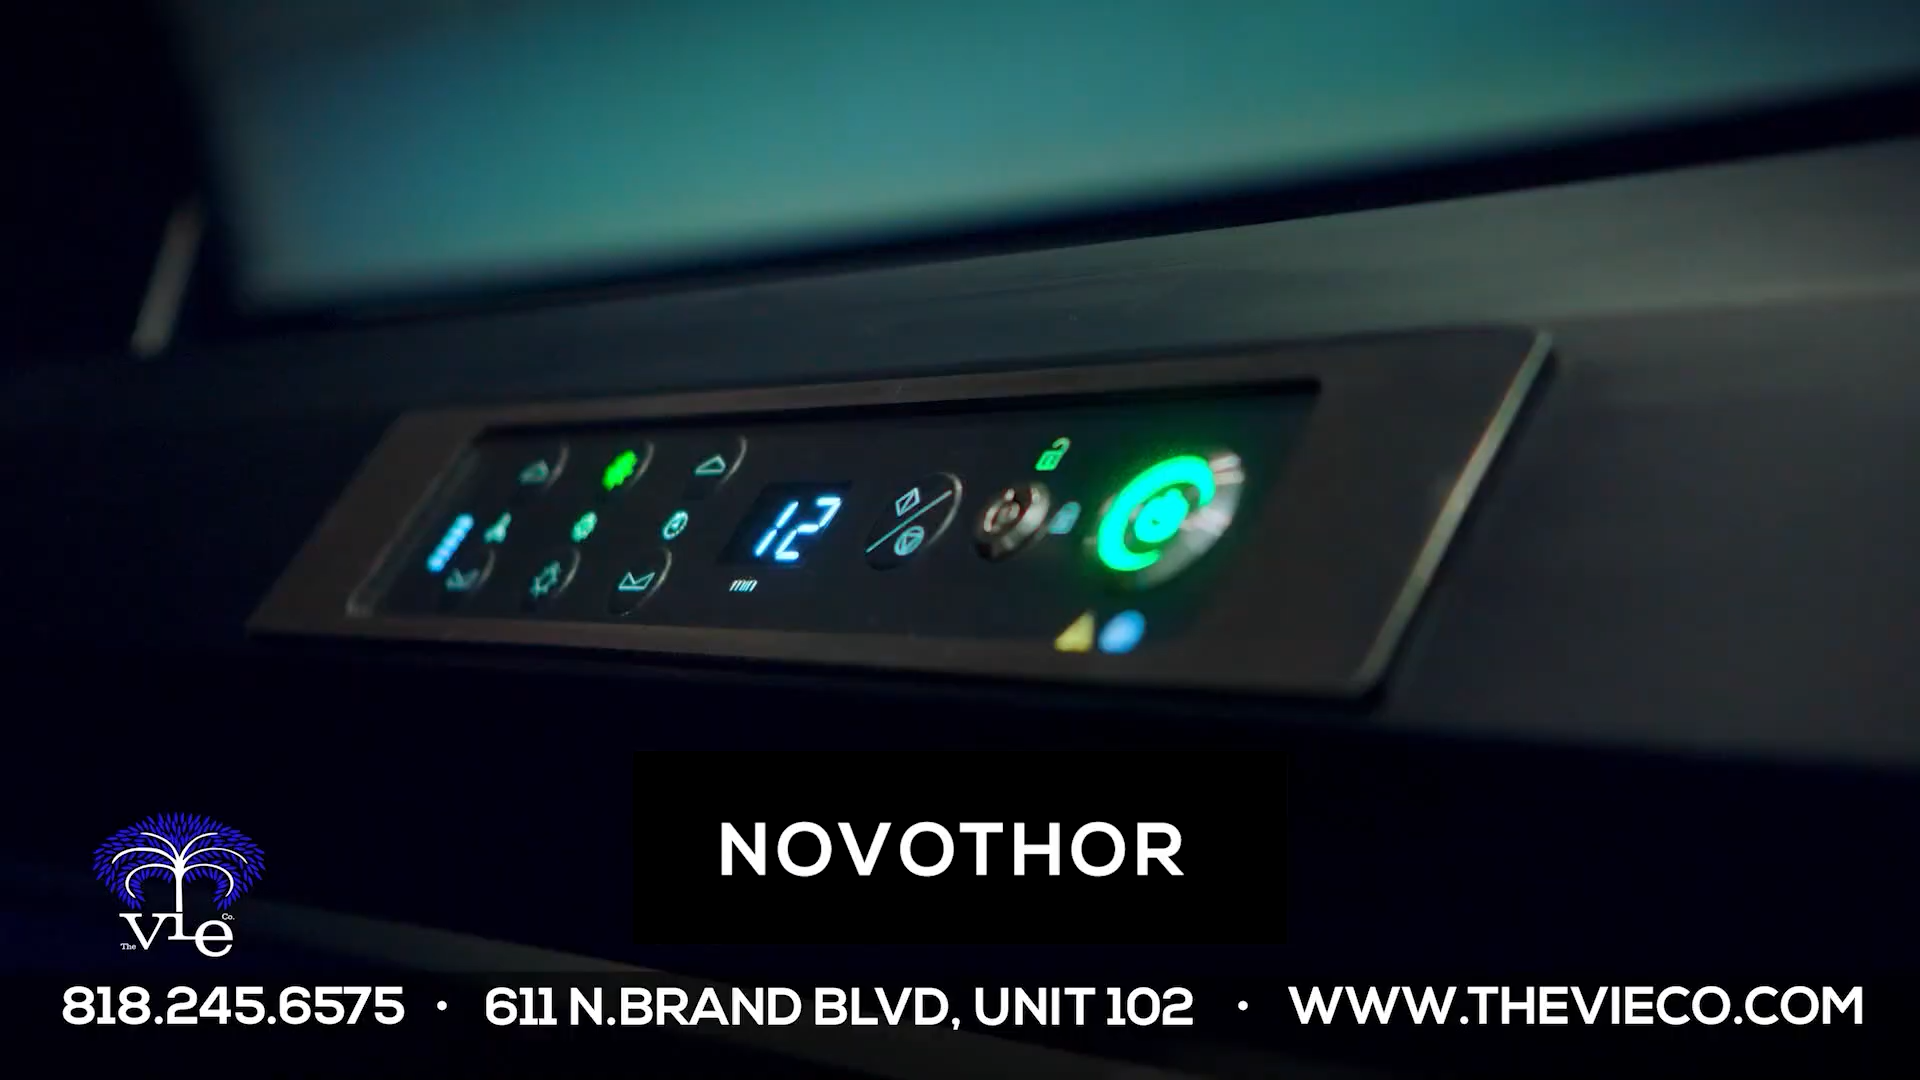 12
min
NOVOTHOR
The Vie Co.
818.245.6575 • 611 N.BRAND BLVD, UNIT 102 • WWW.THEVIECO.COM